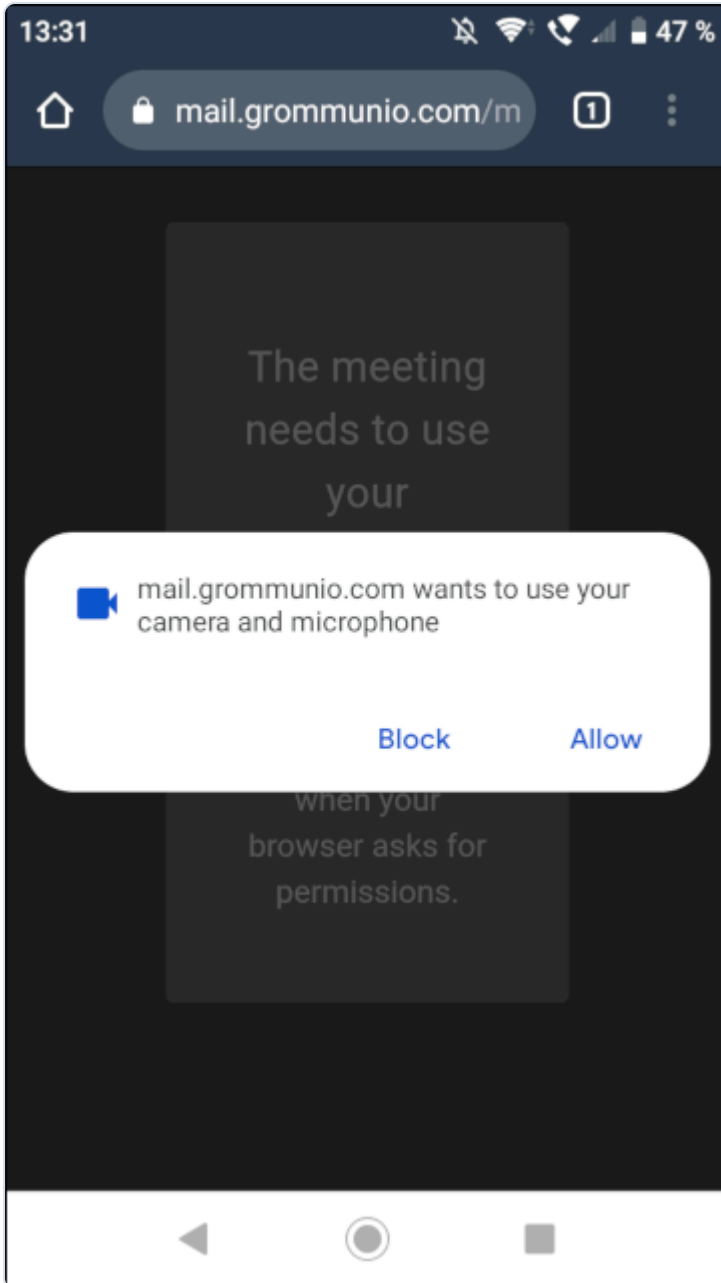 13:31
47 %
mail.grommunio.com/m
1
The meeting
needs to use
your
mail.grommunio.com wants to use your
camera and microphone
Block
Allow
when your
browser asks for
permissions.